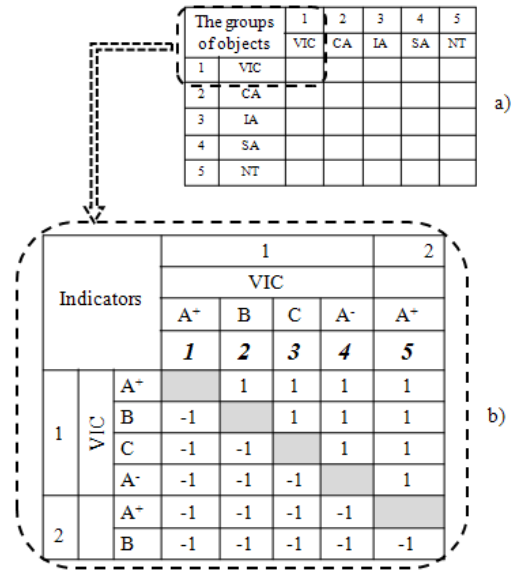 The groups of objects 1 2 3 4 5
VIC CA IA SA NT
1 VIC
2 CA
3 IA
4 SA
5 NT
a)
Indicators 1 2
VIC
A+ B C A- A+
1 2 3 4 5
1 VIC A+ 1 1 1 1
B -1 1 1 1
C -1 -1 1 1
A- -1 -1 -1 1
2 A+ -1 -1 -1 -1
B -1 -1 -1 -1 -1
b)